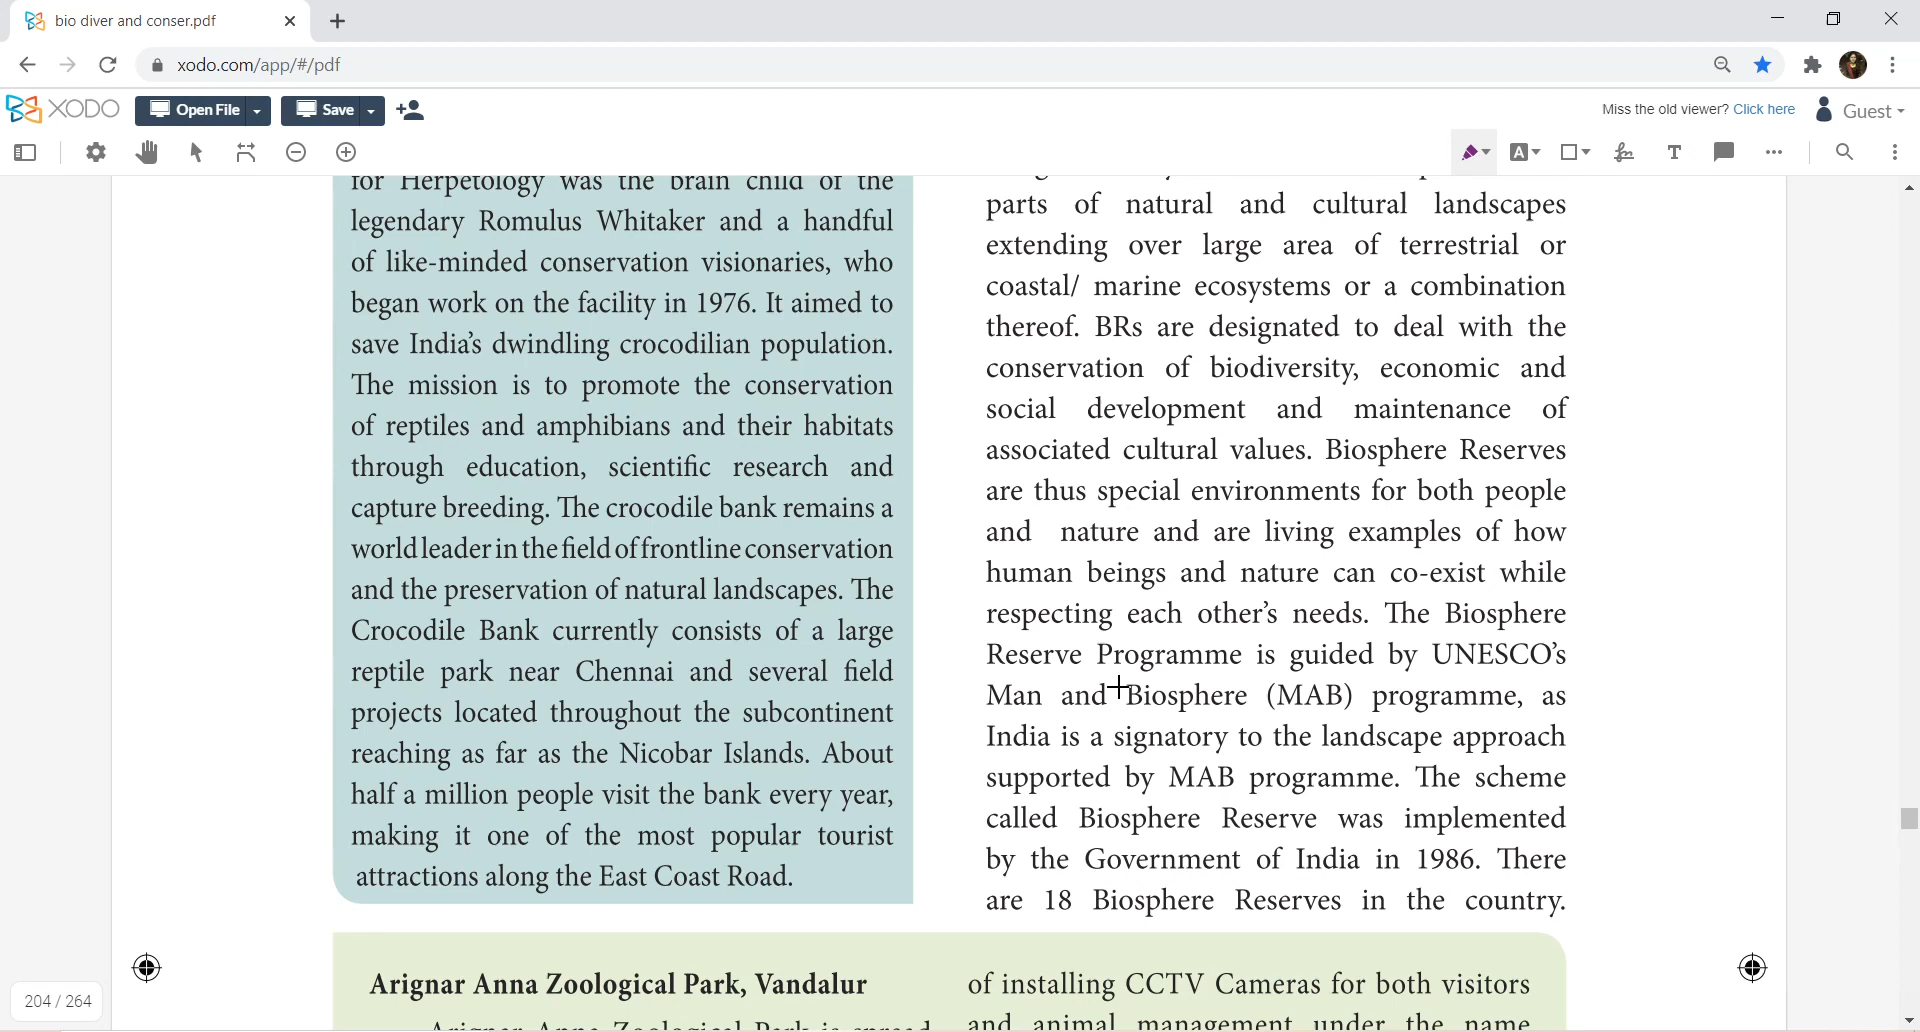 bio diver and conser.pdf
xodo.com/app/#/pdf
XODO
Open File
Save
Miss the old viewer? Click here
Guest
for Herpetology was the brain child of the
legendary Romulus Whitaker and a handful
of like-minded conservation visionaries, who
began work on the facility in 1976. It aimed to
save India's dwindling crocodilian population.
The mission is to promote the conservation
of reptiles and amphibians and their habitats
through education, scientific research and
capture breeding. The crocodile bank remains a
world leader in the field of frontline conservation
and the preservation of natural landscapes. The
Crocodile Bank currently consists of a large
reptile park near Chennai and several field
projects located throughout the subcontinent
reaching as far as the Nicobar Islands. About
half a million people visit the bank every year,
making it one of the most popular tourist
attractions along the East Coast Road.
parts of natural and cultural landscapes
extending over large area of terrestrial or
coastal/ marine ecosystems or a combination
thereof. BRs are designated to deal with the
conservation of biodiversity, economic and
social development and maintenance of
associated cultural values. Biosphere Reserves
are thus special environments for both people
and nature and are living examples of how
human beings and nature can co-exist while
respecting each other's needs. The Biosphere
Reserve Programme is guided by UNESCO's
Man and Biosphere (MAB) programme, as
India is a signatory to the landscape approach
supported by MAB programme. The scheme
called Biosphere Reserve was implemented
by the Government of India in 1986. There
are 18 Biosphere Reserves in the country.
Arignar Anna Zoological Park, Vandalur
Arignar Anna Zoological Park is spread
of installing CCTV Cameras for both visitors
and animal management under the name
204 / 264